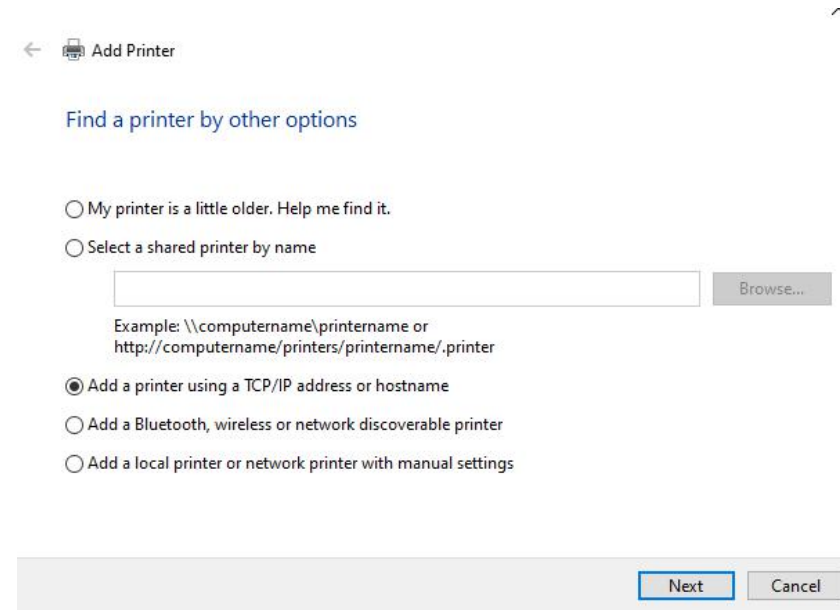 Add Printer
Find a printer by other options
My printer is a little older. Help me find it.
Select a shared printer by name
Browse...
Example: \\computername\printername or
http://computername/printers/printername/.printer
Add a printer using a TCP/IP address or hostname
Add a Bluetooth, wireless or network discoverable printer
Add a local printer or network printer with manual settings
Next
Cancel